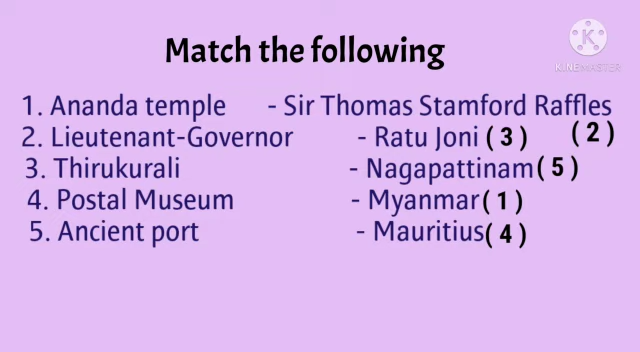 Match the following
KINEMASTER
1. Ananda temple - Sir Thomas Stamford Raffles
2. Lieutenant-Governor - Ratu Joni ( 3 ) ( 2 )
3. Thirukurali - Nagapattinam ( 5 )
4. Postal Museum - Myanmar ( 1 )
5. Ancient port - Mauritius ( 4 )